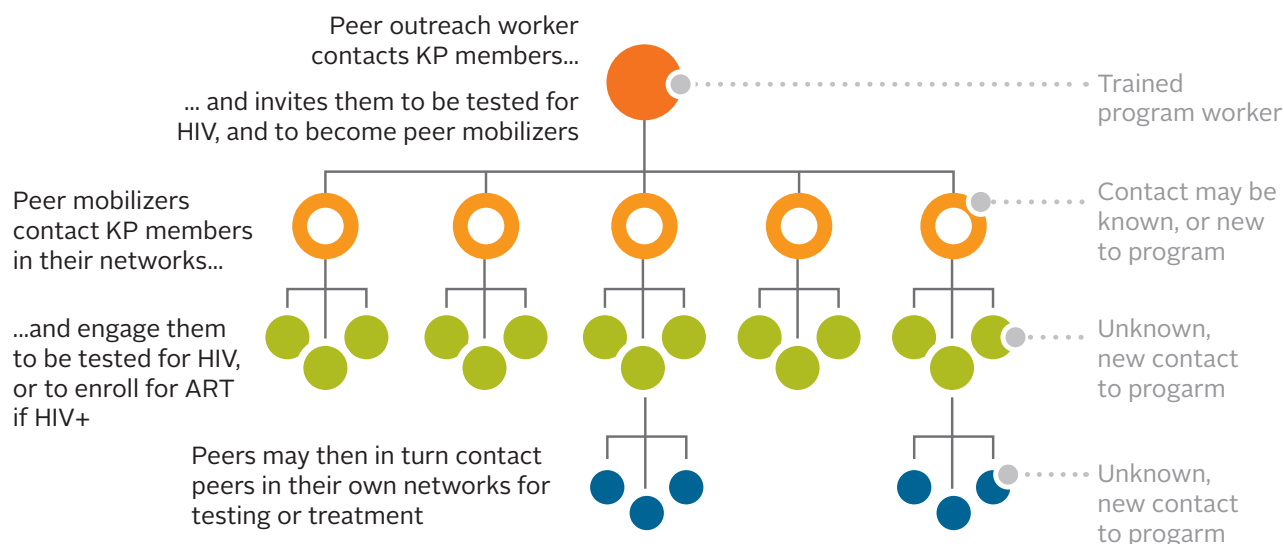 Peer outreach worker
contacts KP members...
... and invites them to be tested for
HIV, and to become peer mobilizers
Trained
program worker
Peer mobilizers
contact KP members
in their networks...
Contact may be
known, or new
to program
...and engage them
to be tested for HIV,
or to enroll for ART
if HIV+
Unknown,
new contact
to progarm
Peers may then in turn contact
peers in their own networks for
testing or treatment
Unknown,
new contact
to progarm